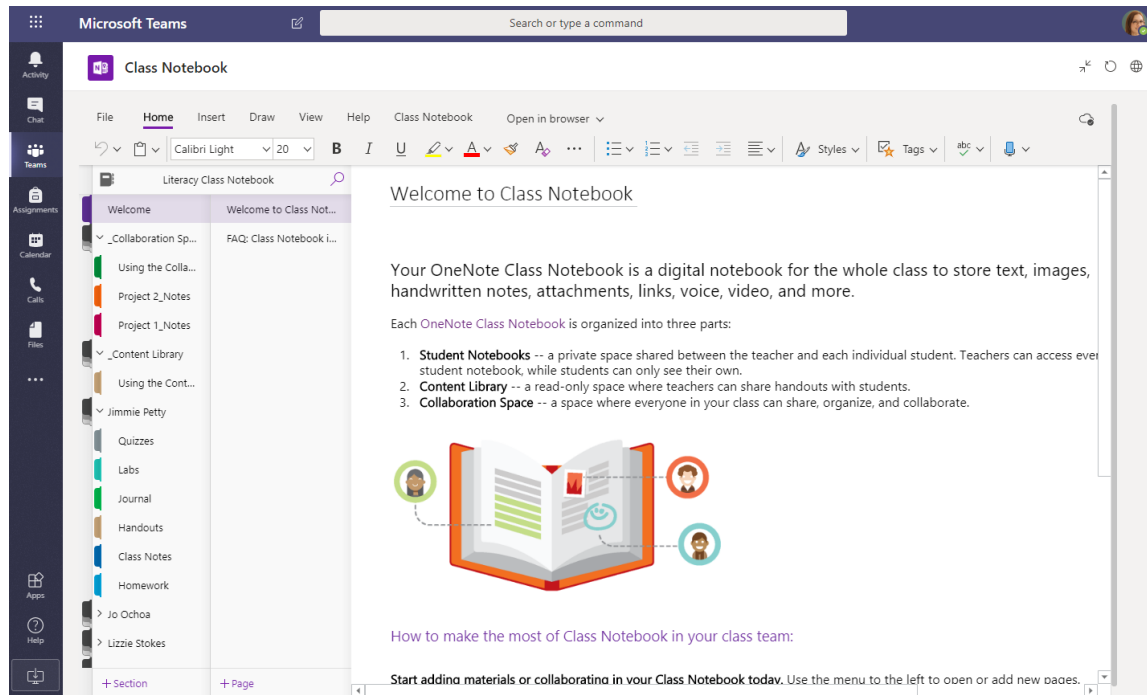 Microsoft Teams
Search or type a command
Activity
Chat
Teams
Assignments
Calendar
Calls
Files
Apps
Help
N
Class Notebook
File Home Insert Draw View Help Class Notebook Open in browser
Calibri Light 20 B I U A A Styles Tags abc
Literacy Class Notebook
Welcome
_Collaboration Sp...
Using the Colla...
Project 2_Notes
Project 1_Notes
_Content Library
Using the Cont...
Jimmie Petty
Quizzes
Labs
Journal
Handouts
Class Notes
Homework
Jo Ochoa
Lizzie Stokes
+ Section
Welcome to Class Not...
FAQ: Class Notebook i...
+ Page
Welcome to Class Notebook
Your OneNote Class Notebook is a digital notebook for the whole class to store text, images,
handwritten notes, attachments, links, voice, video, and more.
Each OneNote Class Notebook is organized into three parts:
1. Student Notebooks -- a private space shared between the teacher and each individual student. Teachers can access ever
student notebook, while students can only see their own.
2. Content Library -- a read-only space where teachers can share handouts with students.
3. Collaboration Space -- a space where everyone in your class can share, organize, and collaborate.
How to make the most of Class Notebook in your class team:
Start adding materials or collaborating in your Class Notebook today. Use the menu to the left to open or add new pages.